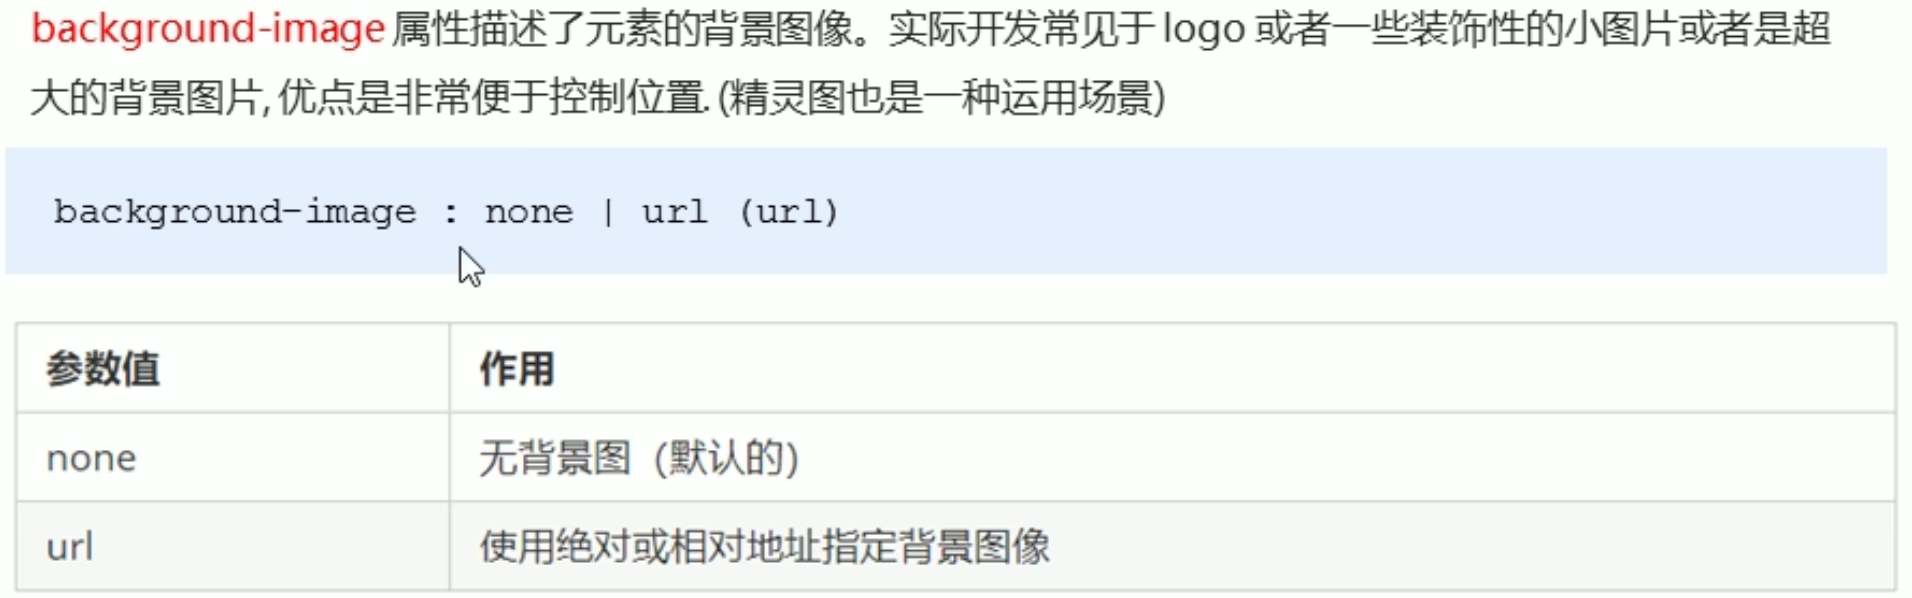 background-image 属性描述了元素的背景图像。实际开发常见于 logo 或者一些装饰性的小图片或者是超
大的背景图片, 优点是非常便于控制位置. (精灵图也是一种运用场景)
background-image : none | url (url)
参数值 作用
none 无背景图（默认的）
url 使用绝对或相对地址指定背景图像